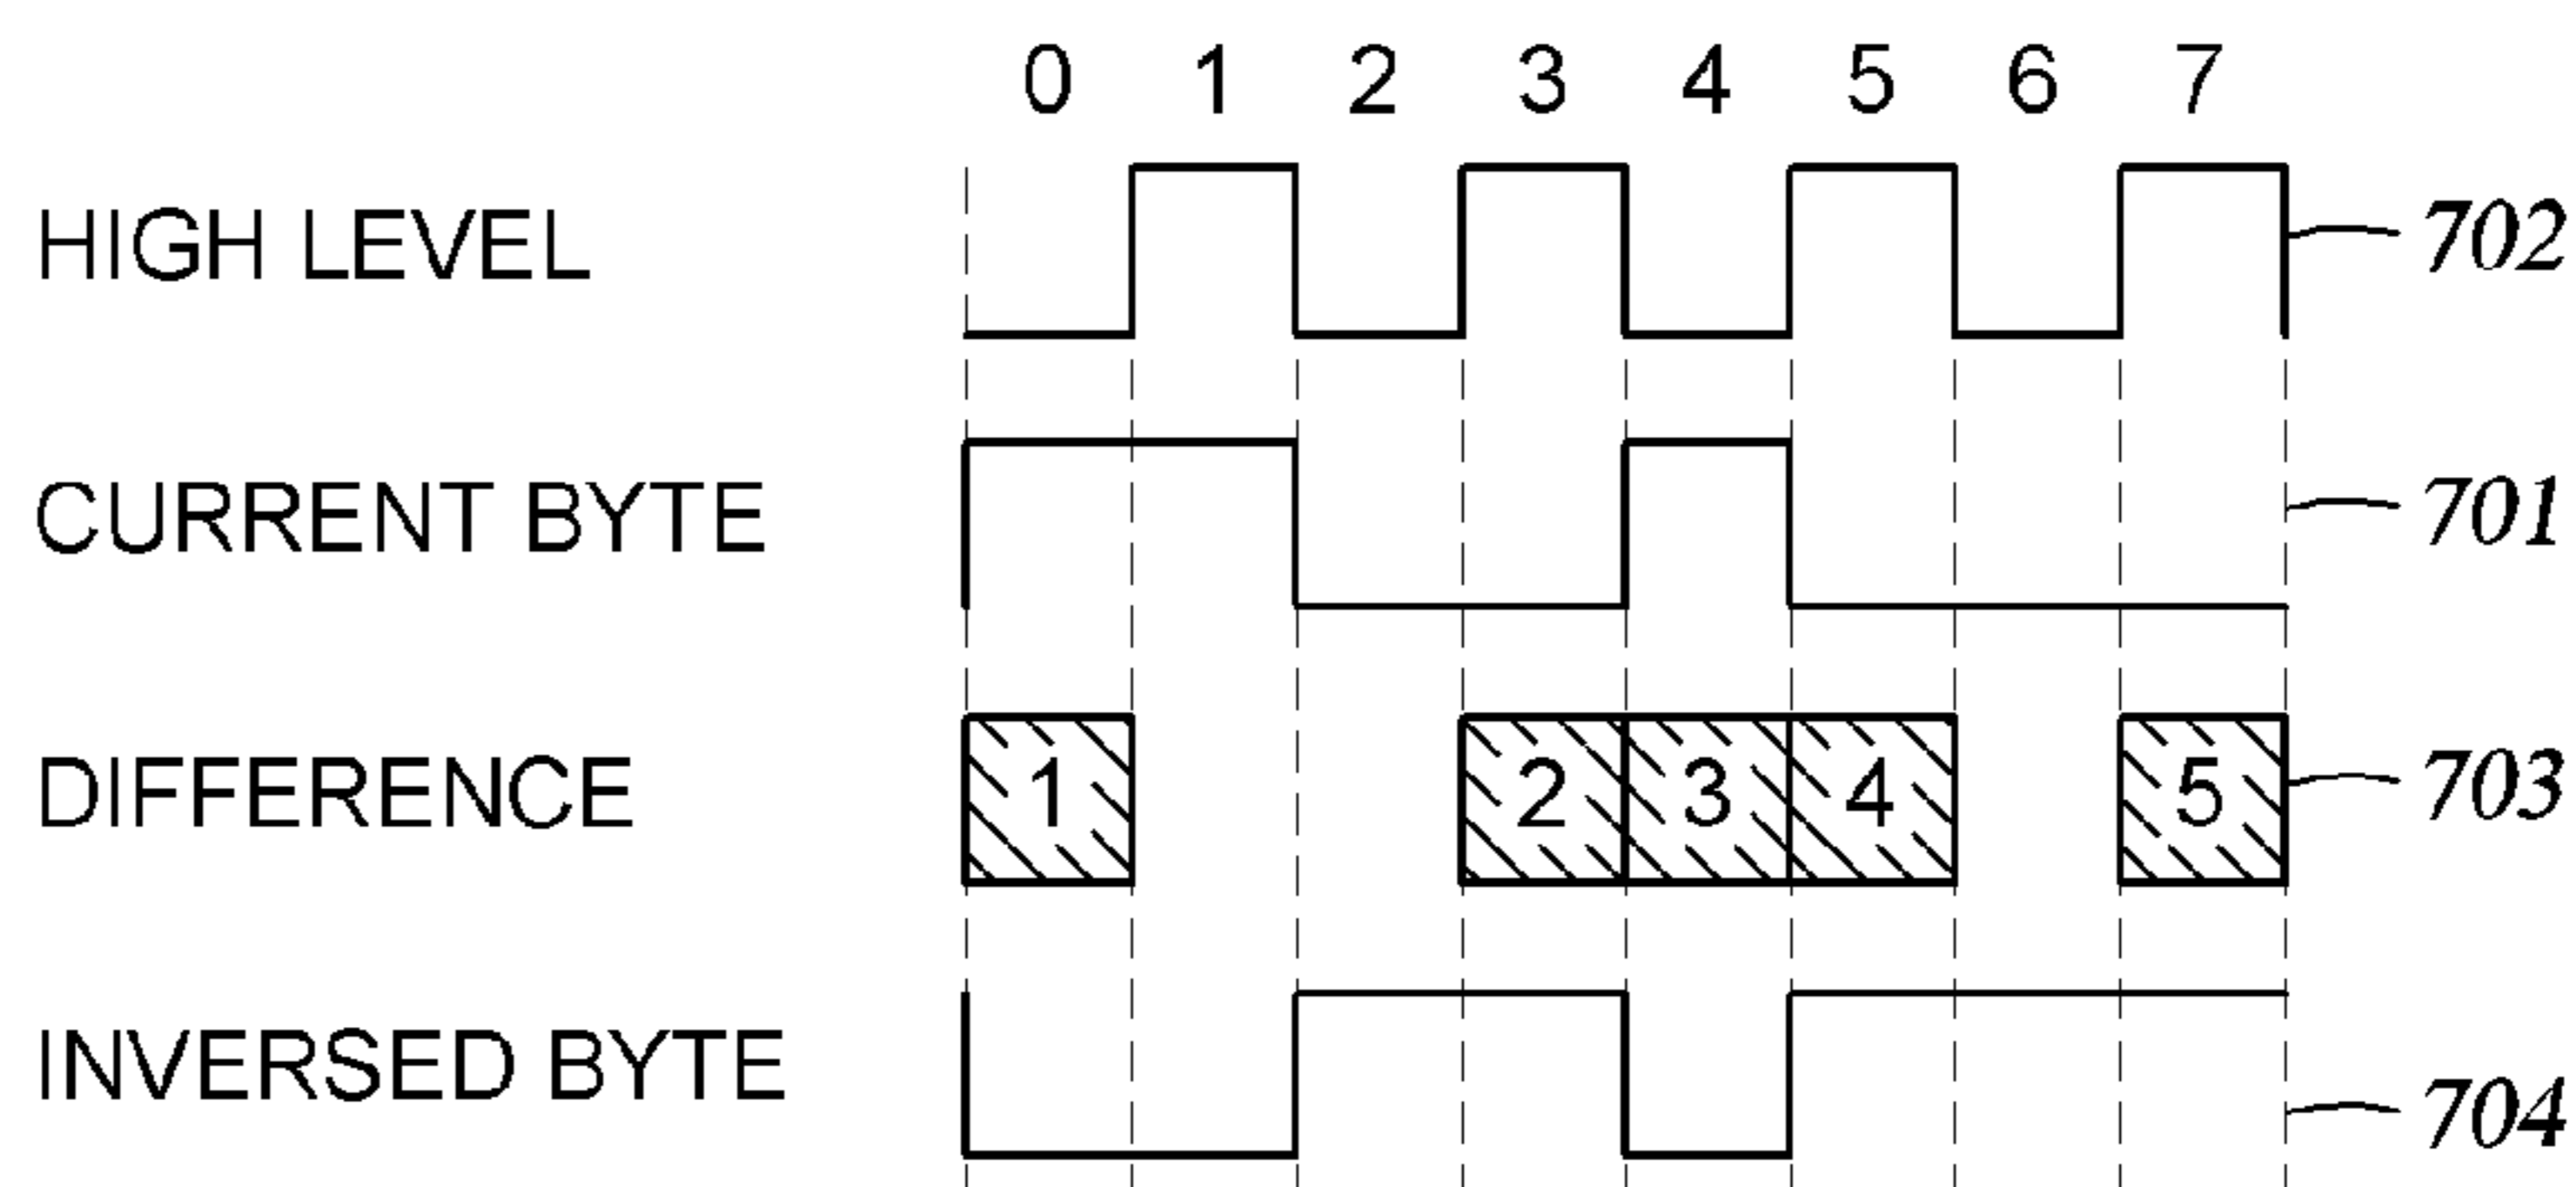 0 1 2 3 4 5 6 7
HIGH LEVEL 702
CURRENT BYTE 701
DIFFERENCE 1 2 3 4 5 703
INVERSED BYTE 704